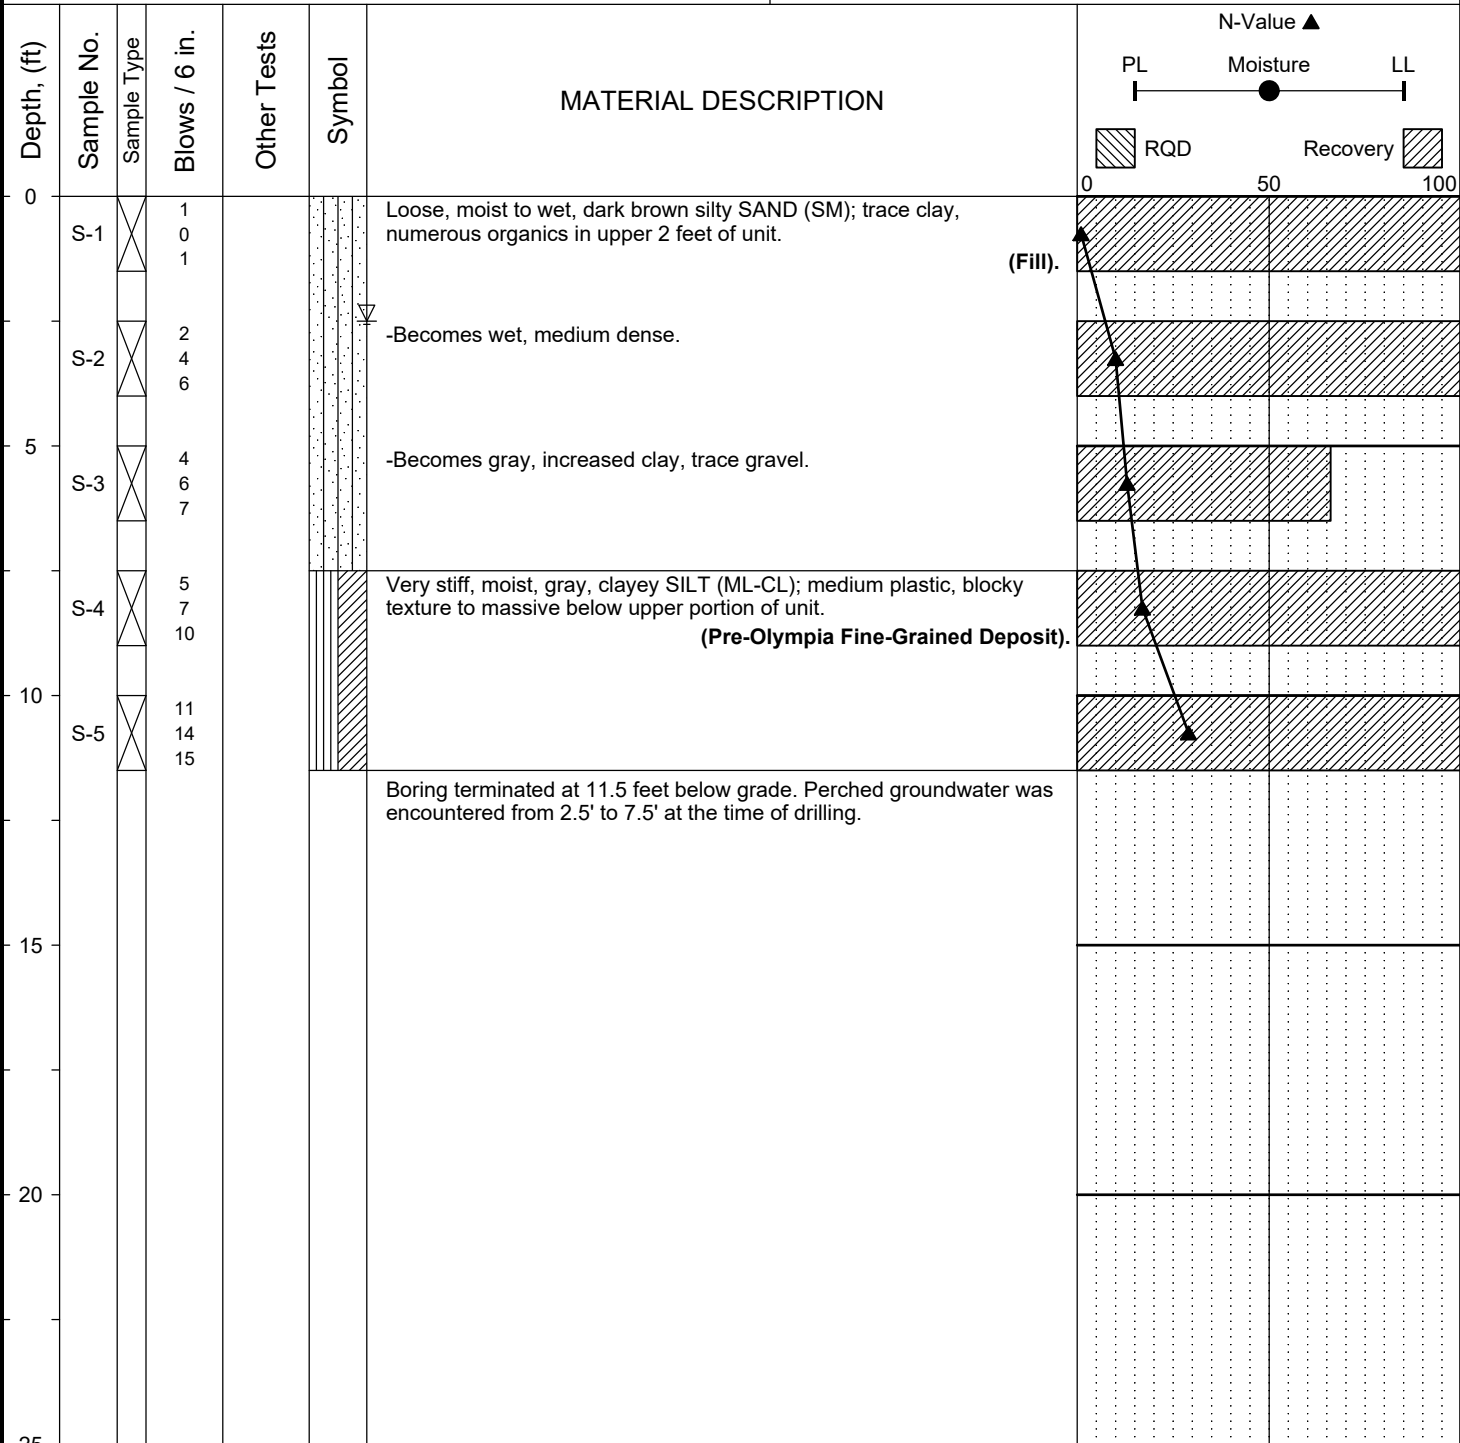 Depth, (ft)
Sample No.
Sample Type
Blows / 6 in.
Other Tests
Symbol
MATERIAL DESCRIPTION
N-Value
PL Moisture LL
RQD Recovery
0 50 100
0
S-1
1
0
1
Loose, moist to wet, dark brown silty SAND (SM); trace clay,
numerous organics in upper 2 feet of unit.
(Fill).
S-2
2
4
6
-Becomes wet, medium dense.
5
S-3
4
6
7
-Becomes gray, increased clay, trace gravel.
S-4
5
7
10
Very stiff, moist, gray, clayey SILT (ML-CL); medium plastic, blocky
texture to massive below upper portion of unit.
(Pre-Olympia Fine-Grained Deposit).
10
S-5
11
14
15
Boring terminated at 11.5 feet below grade. Perched groundwater was
encountered from 2.5' to 7.5' at the time of drilling.
15
20
25